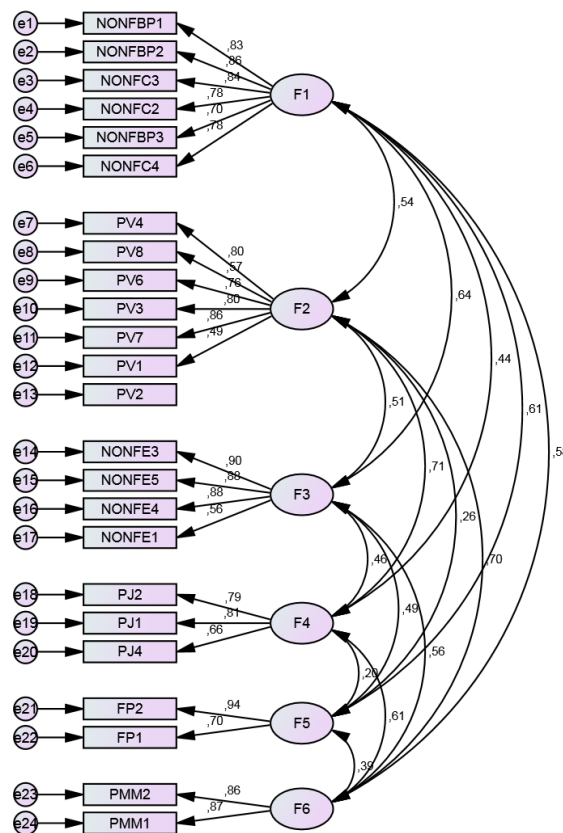 e1 NONFBP1
e2 NONFBP2
e3 NONFC3
e4 NONFC2
e5 NONFBP3
e6 NONFC4
,83
,86
,84
,78
,70
,78
F1
,54
e7 PV4
e8 PV8
e9 PV6
e10 PV3
e11 PV7
e12 PV1
e13 PV2
,80
,57
,76
,80
,86
,49
F2
,64
,44
,61
,51
,71
,26
,70
e14 NONFE3
e15 NONFE5
e16 NONFE4
e17 NONFE1
,90
,88
,88
,56
F3
,46
,49
,56
e18 PJ2
e19 PJ1
e20 PJ4
,79
,81
,66
F4
,20
,61
e21 FP2
e22 FP1
,94
,70
F5
,39
e23 PMM2
e24 PMM1
,86
,87
F6